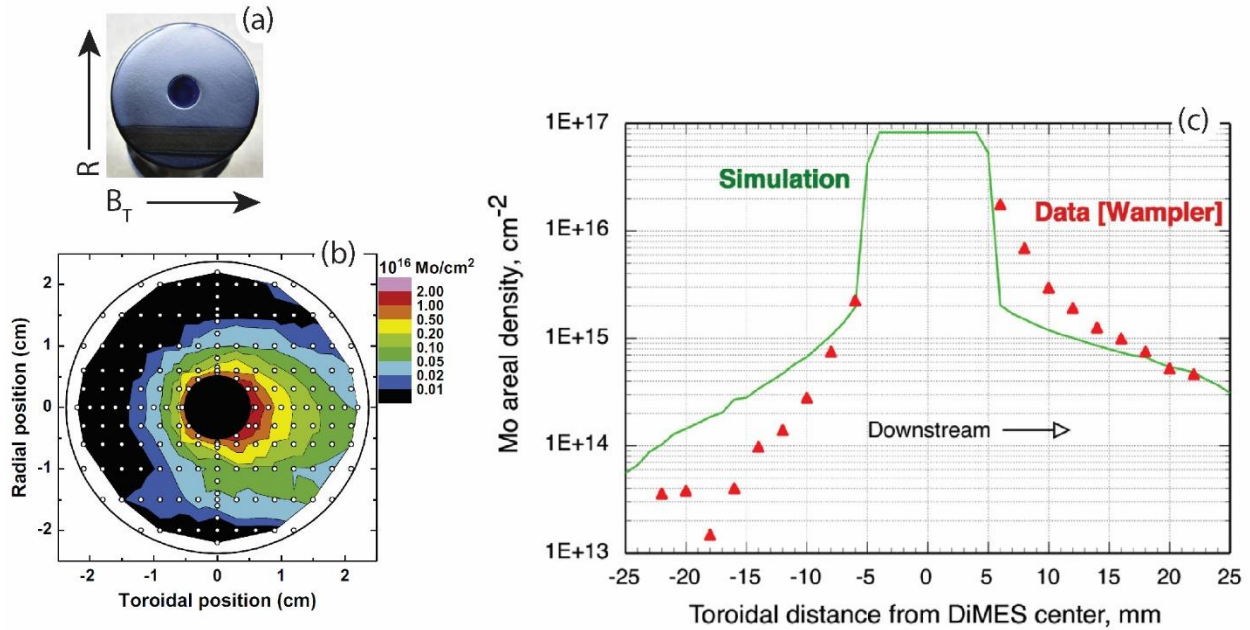 (a)
R
B_T
(b)
10^16 Mo/cm^2
2.00
1.00
0.50
0.20
0.10
0.05
0.02
0.01
Radial position (cm)
2
1
0
-1
-2
-2 -1 0 1 2
Toroidal position (cm)
(c)
Mo areal density, cm^-2
1E+17
1E+16
1E+15
1E+14
1E+13
Simulation
Data [Wampler]
Downstream
-25 -20 -15 -10 -5 0 5 10 15 20 25
Toroidal distance from DiMES center, mm